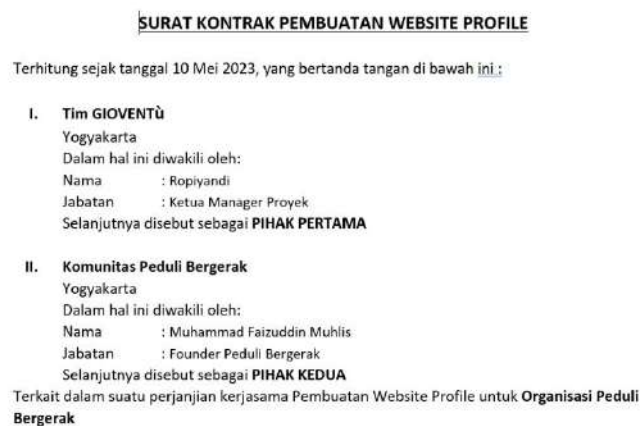 SURAT KONTRAK PEMBUATAN WEBSITE PROFILE
Terhitung sejak tanggal 10 Mei 2023, yang bertanda tangan di bawah ini :
I. Tim GIOVENTÙ
Yogyakarta
Dalam hal ini diwakili oleh:
Nama : Ropiyandi
Jabatan : Ketua Manager Proyek
Selanjutnya disebut sebagai PIHAK PERTAMA
II. Komunitas Peduli Bergerak
Yogyakarta
Dalam hal ini diwakili oleh:
Nama : Muhammad Faizuddin Muhlis
Jabatan : Founder Peduli Bergerak
Selanjutnya disebut sebagai PIHAK KEDUA
Terkait dalam suatu perjanjian kerjasama Pembuatan Website Profile untuk Organisasi Peduli
Bergerak